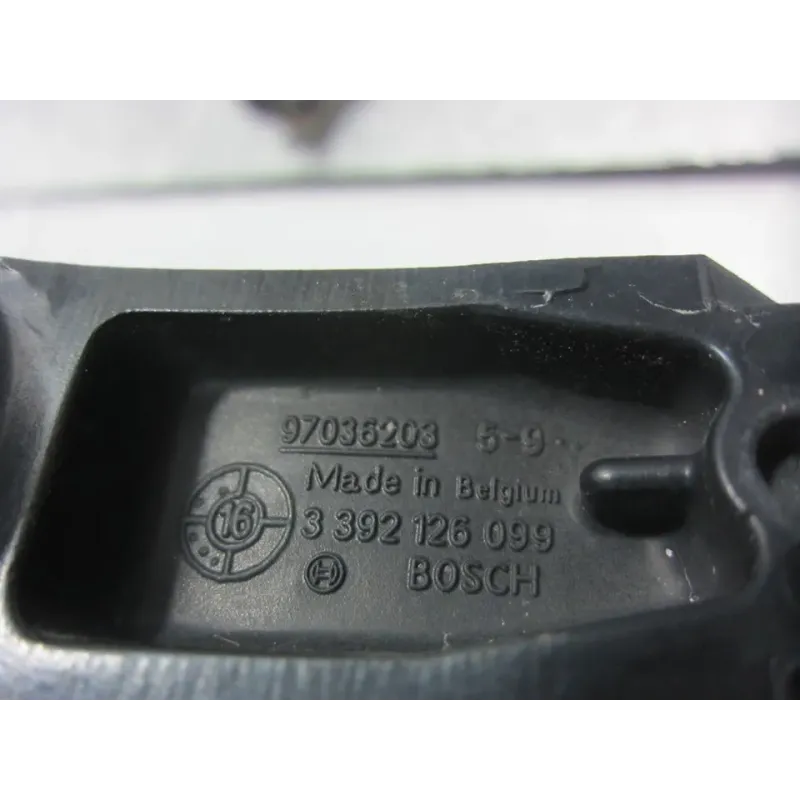 97036203 5-9
Made in Belgium
16
3 392 126 099
BOSCH